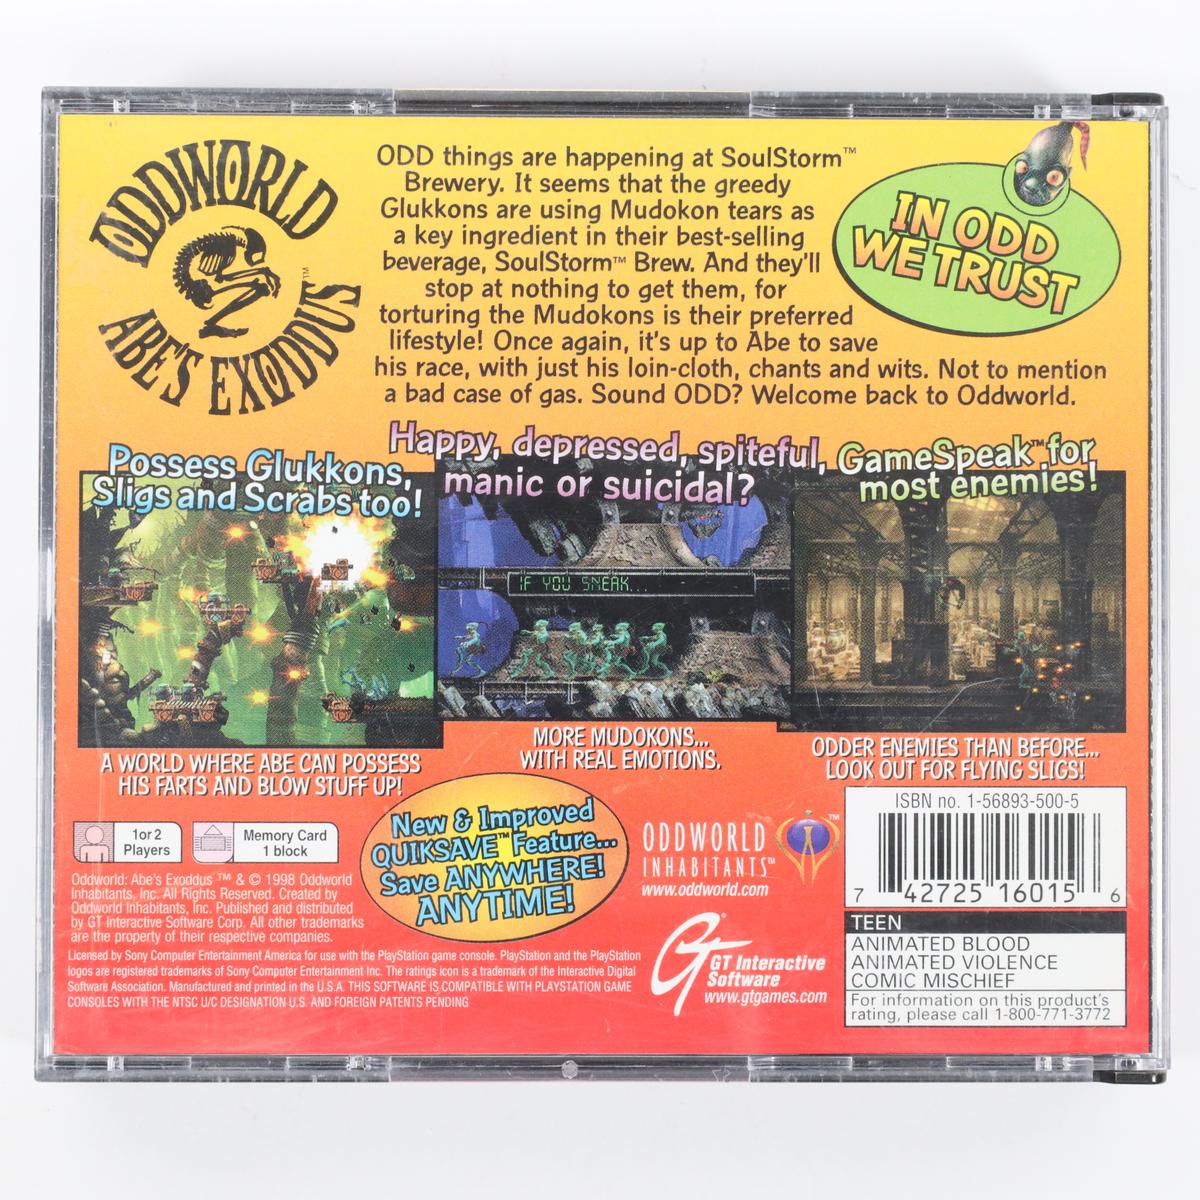 ODDWORLD
ABE'S EXODDUS™
ODD things are happening at SoulStorm™
Brewery. It seems that the greedy
Glukkons are using Mudokon tears as
a key ingredient in their best-selling
beverage, SoulStorm™ Brew. And they'll
stop at nothing to get them, for
torturing the Mudokons is their preferred
lifestyle! Once again, it's up to Abe to save
his race, with just his loin-cloth, chants and wits. Not to mention
a bad case of gas. Sound ODD? Welcome back to Oddworld.
IN ODD
WE TRUST
Possess Glukkons,
Sligs and Scrabs too!
Happy, depressed, spiteful,
manic or suicidal?
GameSpeak™ for
most enemies!
IF YOU SNEAK...
A WORLD WHERE ABE CAN POSSESS
HIS FARTS AND BLOW STUFF UP!
MORE MUDOKONS...
WITH REAL EMOTIONS.
ODDER ENEMIES THAN BEFORE...
LOOK OUT FOR FLYING SLIGS!
1 or 2
Players
Memory Card
1 block
New & Improved
QUIKSAVE™ Feature...
Save ANYWHERE!
ANYTIME!
ODDWORLD
INHABITANTS™
www.oddworld.com
™
GT
GT Interactive
Software
www.gtgames.com
Oddworld: Abe's Exoddus ™ & © 1998 Oddworld
Inhabitants, Inc. All Rights Reserved. Created by
Oddworld Inhabitants, Inc. Published and distributed
by GT Interactive Software Corp. All other trademarks
are the property of their respective companies.
Licensed by Sony Computer Entertainment America for use with the PlayStation game console. PlayStation and the PlayStation
logos are registered trademarks of Sony Computer Entertainment Inc. The ratings icon is a trademark of the Interactive Digital
Software Association. Manufactured and printed in the U.S.A. THIS SOFTWARE IS COMPATIBLE WITH PLAYSTATION GAME
CONSOLES WITH THE NTSC U/C DESIGNATION U.S. AND FOREIGN PATENTS PENDING
ISBN no. 1-56893-500-5
7 42725 16015 6
TEEN
ANIMATED BLOOD
ANIMATED VIOLENCE
COMIC MISCHIEF
For information on this product's
rating, please call 1-800-771-3772